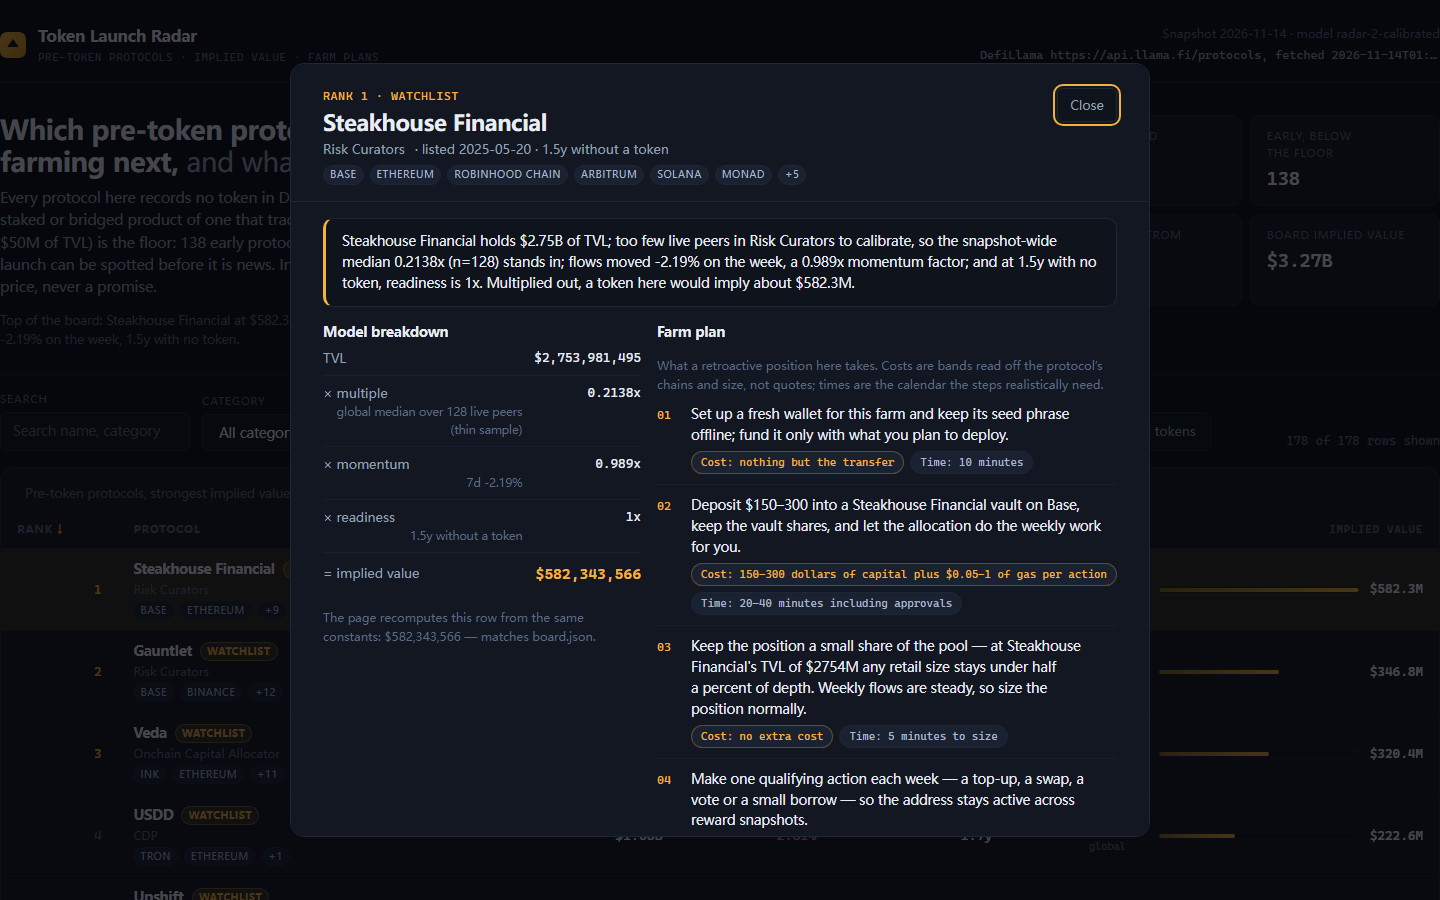 Token Launch Radar
PRE-TOKEN PROTOCOLS · IMPLIED VALUE · FARM PLANS
Snapshot 2026-11-14 · model radar-2-calibrated
DefiLlama https://api.llama.fi/protocols, fetched 2026-11-14T01:…
Which pre-token
farming next, and
Every protocol here records no token in
staked or bridged product of one that
$50M of TVL) is the floor: 138 early
launch can be spotted before it is news.
price, never a promise.
Top of the board: Steakhouse Financial at
-2.19% on the week, 1.5y with no token.
EARLY, BELOW
THE FLOOR
138
BOARD IMPLIED VALUE
$3.27B
SEARCH
CATEGORY
Search name, category
All
tokens
178 of 178 rows shown
Pre-token protocols, strongest implied value
RANK ↓
PROTOCOL
IMPLIED VALUE
1
Steakhouse Financial
Risk Curators
BASE ETHEREUM +9
$582.3M
2
Gauntlet WATCHLIST
Risk Curators
BASE BINANCE +12
$346.8M
3
Veda WATCHLIST
Onchain Capital Allocator
INK ETHEREUM +11
$320.4M
4
USDD WATCHLIST
CDP
TRON ETHEREUM +1
1.7y
global
$222.6M
Upshift WATCHLIST
RANK 1 · WATCHLIST
Steakhouse Financial
Close
Risk Curators · listed 2025-05-20 · 1.5y without a token
BASE ETHEREUM ROBINHOOD CHAIN ARBITRUM SOLANA MONAD +5
Steakhouse Financial holds $2.75B of TVL; too few live peers in Risk Curators to calibrate, so the snapshot-wide
median 0.2138x (n=128) stands in; flows moved -2.19% on the week, a 0.989x momentum factor; and at 1.5y with no
token, readiness is 1x. Multiplied out, a token here would imply about $582.3M.
Model breakdown
TVL $2,753,981,495
× multiple 0.2138x
global median over 128 live peers
(thin sample)
× momentum 0.989x
7d -2.19%
× readiness 1x
1.5y without a token
= implied value $582,343,566
The page recomputes this row from the same
constants: $582,343,566 — matches board.json.
Farm plan
What a retroactive position here takes. Costs are bands read off the protocol's
chains and size, not quotes; times are the calendar the steps realistically need.
01 Set up a fresh wallet for this farm and keep its seed phrase
offline; fund it only with what you plan to deploy.
Cost: nothing but the transfer Time: 10 minutes
02 Deposit $150–300 into a Steakhouse Financial vault on Base,
keep the vault shares, and let the allocation do the weekly work
for you.
Cost: 150–300 dollars of capital plus $0.05–1 of gas per action
Time: 20–40 minutes including approvals
03 Keep the position a small share of the pool — at Steakhouse
Financial's TVL of $2754M any retail size stays under half
a percent of depth. Weekly flows are steady, so size the
position normally.
Cost: no extra cost Time: 5 minutes to size
04 Make one qualifying action each week — a top-up, a swap, a
vote or a small borrow — so the address stays active across
reward snapshots.